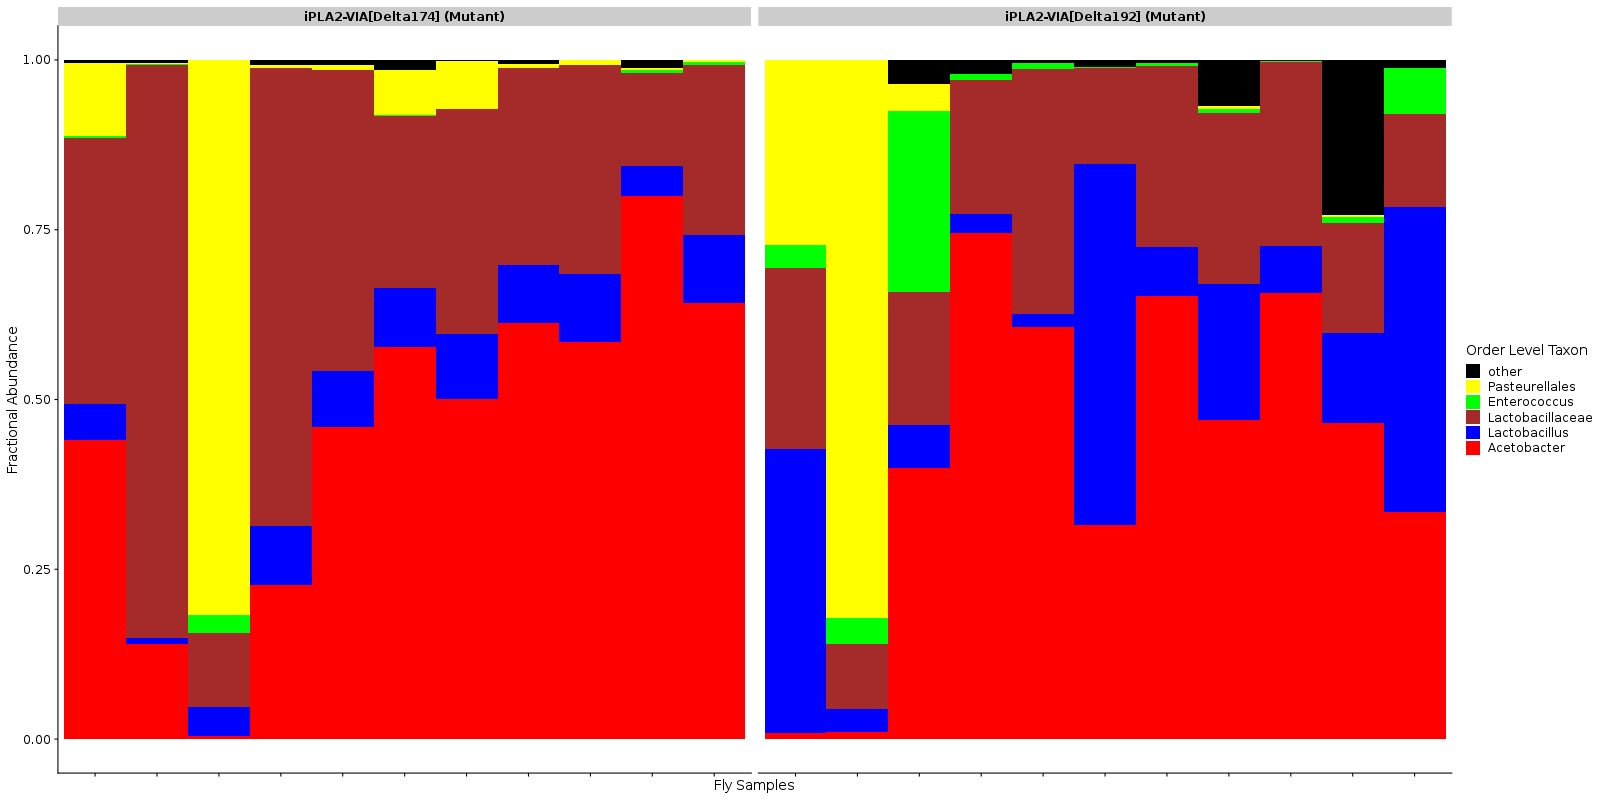 iPLA2-VIA[Delta174] (Mutant)
iPLA2-VIA[Delta192] (Mutant)
1.00
0.75
0.50
0.25
0.00
Fractional Abundance
Fly Samples
Order Level Taxon
other
Pasteurellales
Enterococcus
Lactobacillaceae
Lactobacillus
Acetobacter